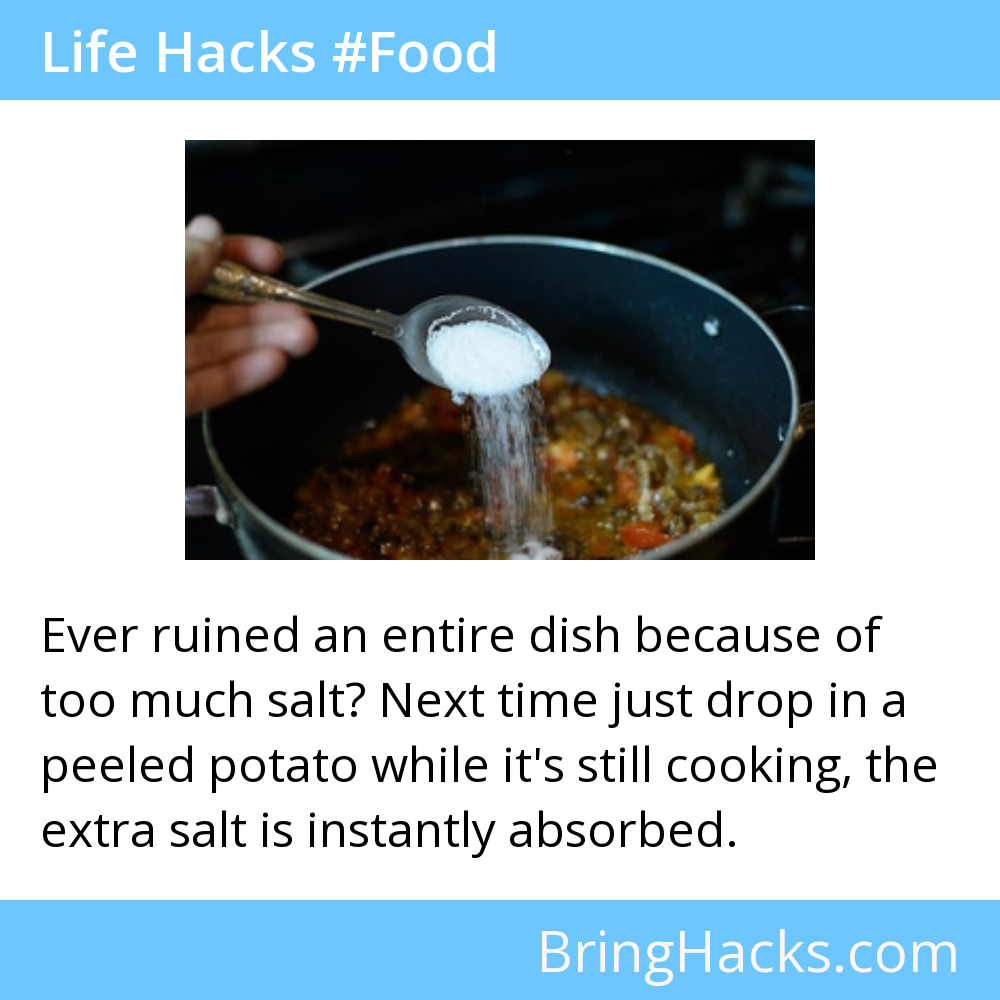 Life Hacks #Food
Ever ruined an entire dish because of
too much salt? Next time just drop in a
peeled potato while it's still cooking, the
extra salt is instantly absorbed.
BringHacks.com